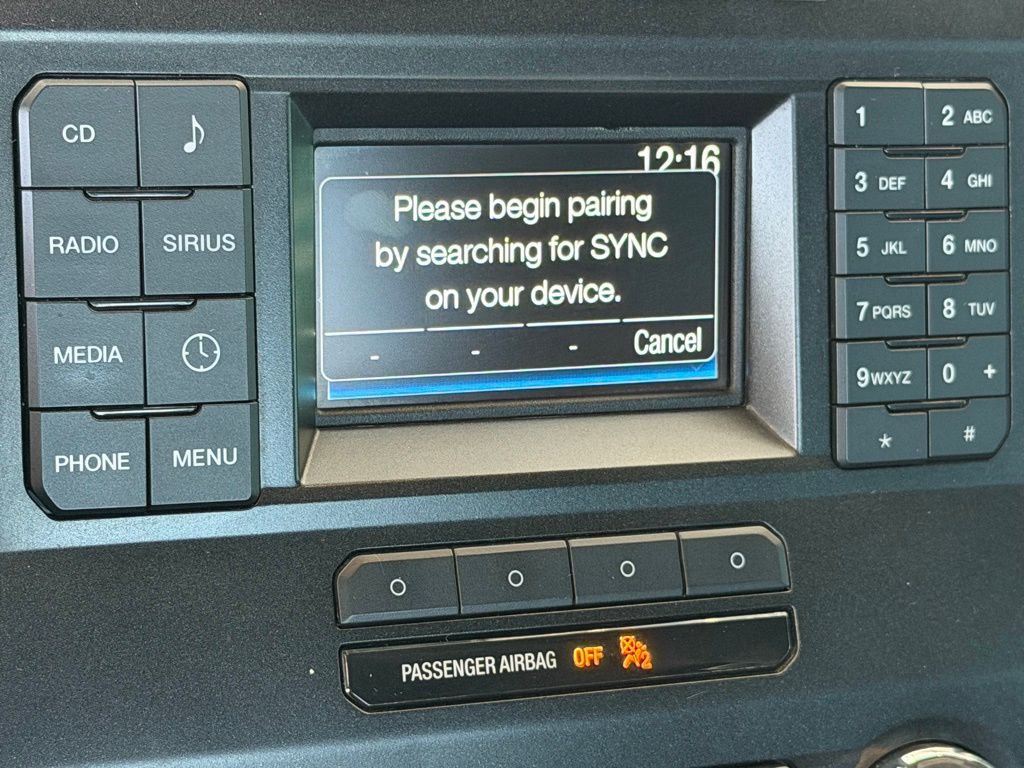 CD
RADIO SIRIUS
MEDIA
PHONE MENU
12:16
Please begin pairing
by searching for SYNC
on your device.
- - - Cancel
1 2 ABC
3 DEF 4 GHI
5 JKL 6 MNO
7 PQRS 8 TUV
9 WXYZ 0 +
* #
PASSENGER AIRBAG OFF 2